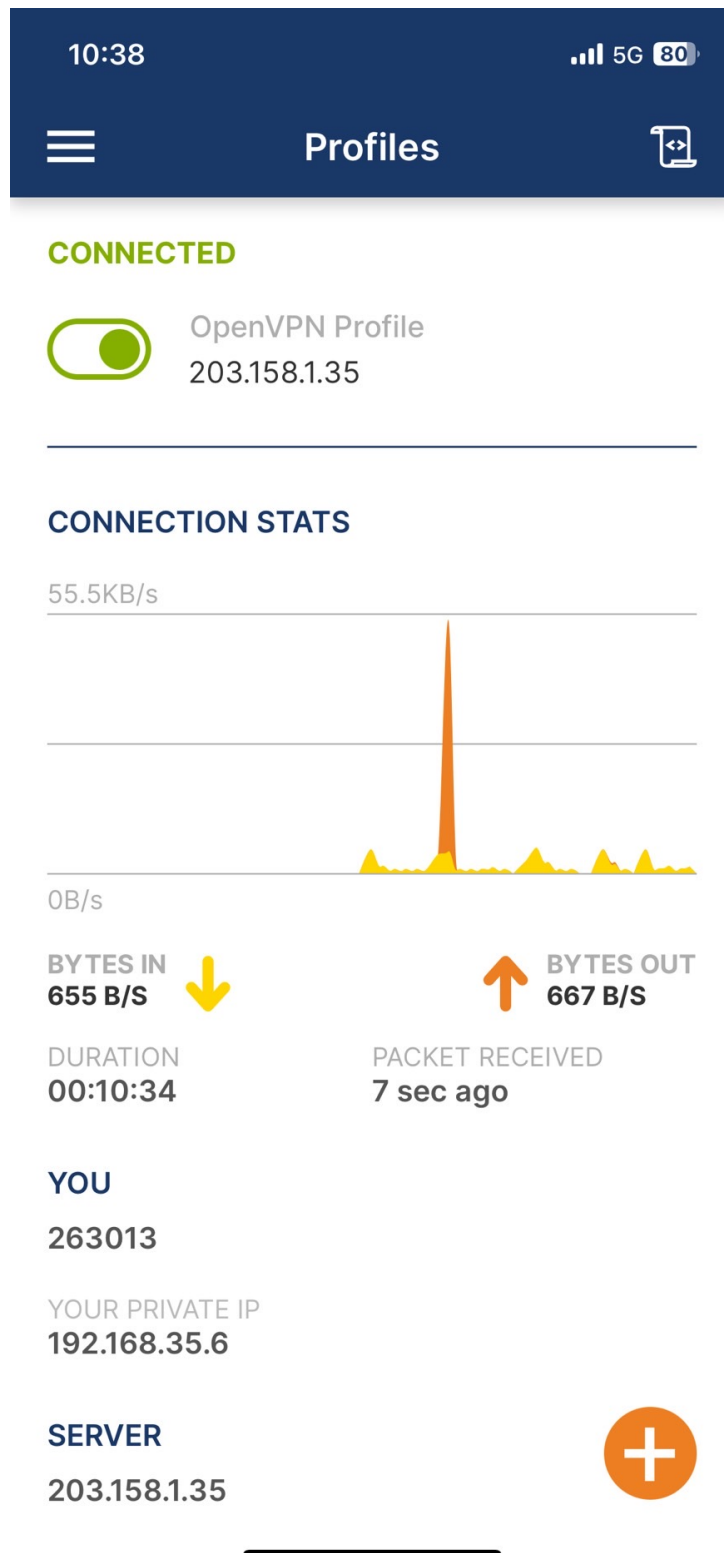 10:38 5G 80
Profiles
CONNECTED
OpenVPN Profile
203.158.1.35
CONNECTION STATS
55.5KB/s
0B/s
BYTES IN BYTES OUT
655 B/S 667 B/S
DURATION PACKET RECEIVED
00:10:34 7 sec ago
YOU
263013
YOUR PRIVATE IP
192.168.35.6
SERVER
203.158.1.35